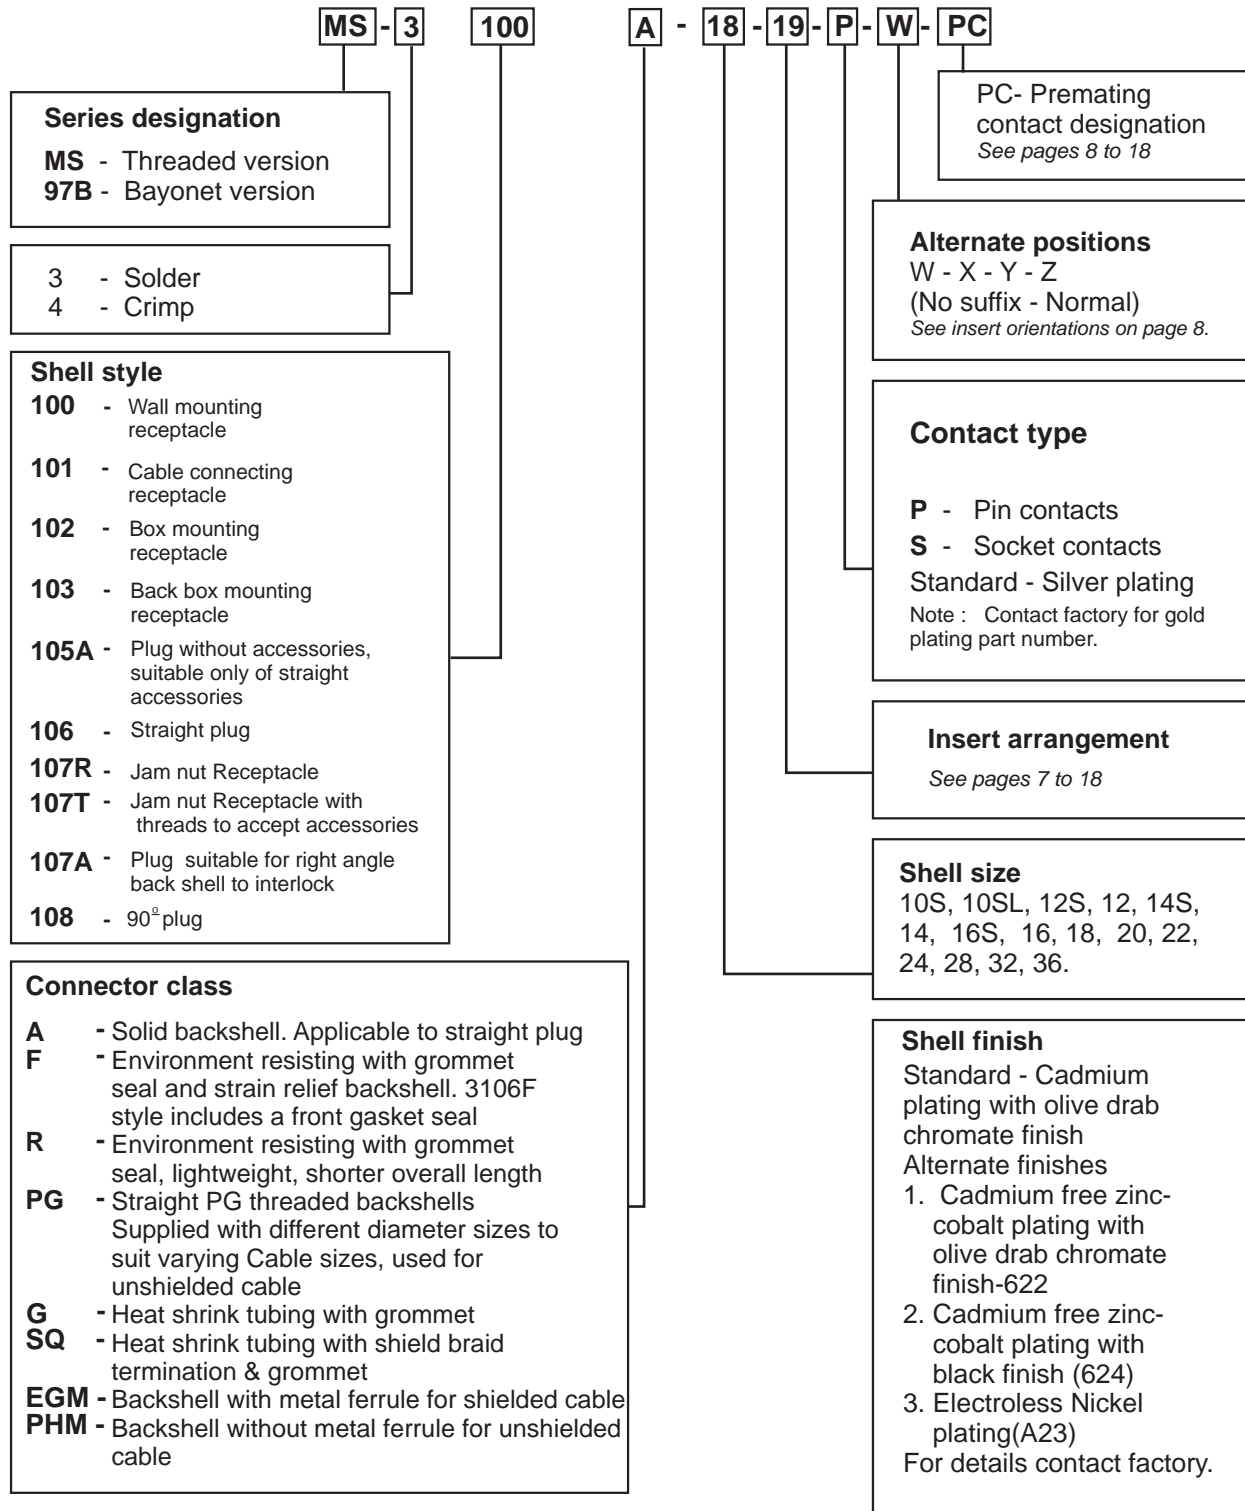 MS - 3 100 A - 18 - 19 - P - W - PC
Series designation
MS - Threaded version
97B - Bayonet version
3 - Solder
4 - Crimp
Shell style
100 - Wall mounting
receptacle
101 - Cable connecting
receptacle
102 - Box mounting
receptacle
103 - Back box mounting
receptacle
105A - Plug without accessories,
suitable only of straight
accessories
106 - Straight plug
107R - Jam nut Receptacle
107T - Jam nut Receptacle with
threads to accept accessories
107A - Plug suitable for right angle
back shell to interlock
108 - 90º plug
Connector class
A - Solid backshell. Applicable to straight plug
F - Environment resisting with grommet
seal and strain relief backshell. 3106F
style includes a front gasket seal
R - Environment resisting with grommet
seal, lightweight, shorter overall length
PG - Straight PG threaded backshells
Supplied with different diameter sizes to
suit varying Cable sizes, used for
unshielded cable
G - Heat shrink tubing with grommet
SQ - Heat shrink tubing with shield braid
termination & grommet
EGM - Backshell with metal ferrule for shielded cable
PHM - Backshell without metal ferrule for unshielded
cable
PC- Premating
contact designation
See pages 8 to 18
Alternate positions
W - X - Y - Z
(No suffix - Normal)
See insert orientations on page 8.
Contact type
P - Pin contacts
S - Socket contacts
Standard - Silver plating
Note : Contact factory for gold
plating part number.
Insert arrangement
See pages 7 to 18
Shell size
10S, 10SL, 12S, 12, 14S,
14, 16S, 16, 18, 20, 22,
24, 28, 32, 36.
Shell finish
Standard - Cadmium
plating with olive drab
chromate finish
Alternate finishes
1. Cadmium free zinc-
cobalt plating with
olive drab chromate
finish-622
2. Cadmium free zinc-
cobalt plating with
black finish (624)
3. Electroless Nickel
plating(A23)
For details contact factory.